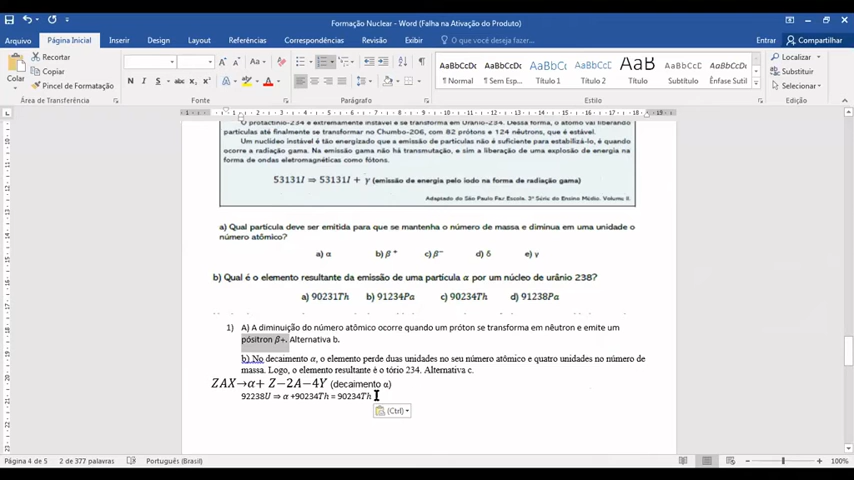 Formação Nuclear - Word (Falha na Ativação do Produto)
Arquivo Página Inicial Inserir Design Layout Referências Correspondências Revisão Exibir O que você deseja fazer... Entrar Compartilhar
Colar
Recortar
Copiar
Pincel de Formatação
Área de Transferência
N I S abc x₂ x²
Fonte
Parágrafo
AaBbCcDc AaBbCcDc AaBbCc AaBbCcD AaB AaBbCcD AaBbCcDc
¶ Normal ¶ Sem Esp... Título 1 Título 2 Título Subtítulo Ênfase Sutil
Estilo
Localizar
Substituir
Selecionar
Edição
O protactínio-234 é extremamente instável e se transforma em Urânio-234. Dessa forma, o átomo vai liberando
partículas até finalmente se transformar no Chumbo-206, com 82 prótons e 124 nêutrons, que é estável.
Um nuclídeo instável é tão energizado que a emissão de partículas não é suficiente para estabilizá-lo, é quando
ocorre a radiação gama. Na emissão gama não há transmutação, e sim a liberação de uma explosão de energia na
forma de ondas eletromagnéticas como fótons.
53131I ⇒ 53131I + γ (emissão de energia pelo iodo na forma de radiação gama)
Adaptado do São Paulo Faz Escola. 3ª Série do Ensino Médio. Volume II.
a) Qual partícula deve ser emitida para que se mantenha o número de massa e diminua em uma unidade o
número atômico?
a) α b) β⁺ c) β⁻ d) δ e) γ
b) Qual é o elemento resultante da emissão de uma partícula α por um núcleo de urânio 238?
a) 90231Th b) 91234Pa c) 90234Th d) 91238Pa
1) A) A diminuição do número atômico ocorre quando um próton se transforma em nêutron e emite um
pósitron β+. Alternativa b.
b) No decaimento α, o elemento perde duas unidades no seu número atômico e quatro unidades no número de
massa. Logo, o elemento resultante é o tório 234. Alternativa c.
ZAX→α+ Z−2A−4Y (decaimento α)
92238U ⇒ α +90234Th = 90234Th
(Ctrl)
Página 4 de 5 2 de 377 palavras Português (Brasil) 100%